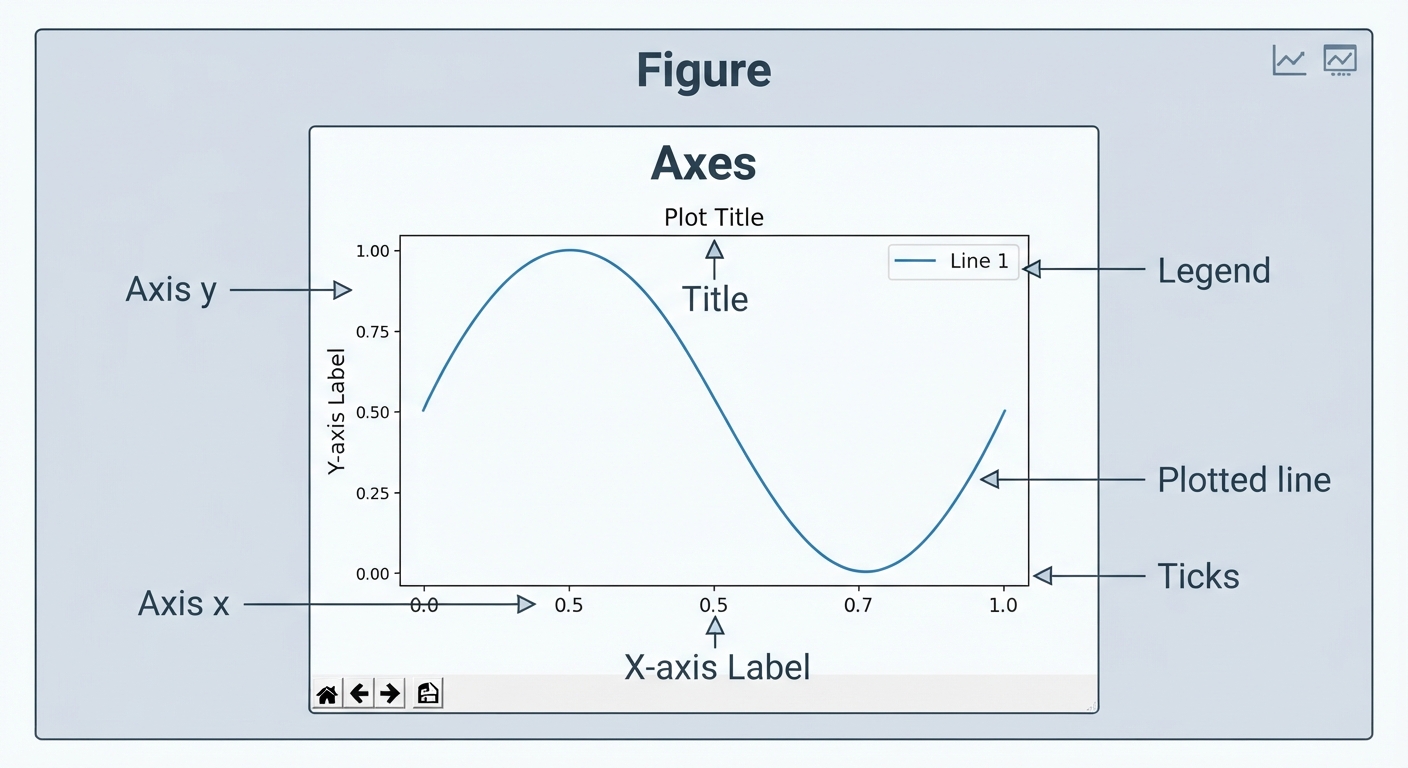 Figure
Axes
Plot Title
1.00
Line 1
Legend
Axis y
Title
0.75
Y-axis Label
0.50
0.25
Plotted line
0.00
Ticks
Axis x
0.0
0.5
0.5
0.7
1.0
X-axis Label